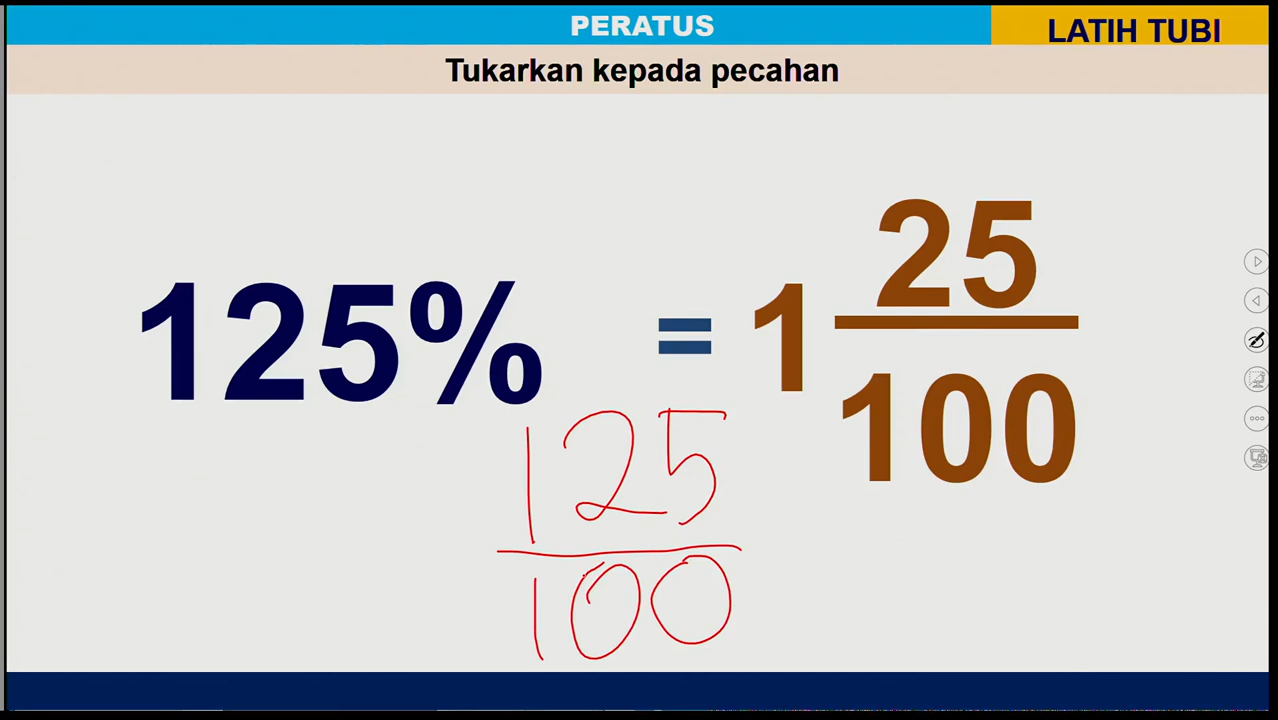 PERATUS
LATIH TUBI
Tukarkan kepada pecahan
125% = 1 25/100
125
100